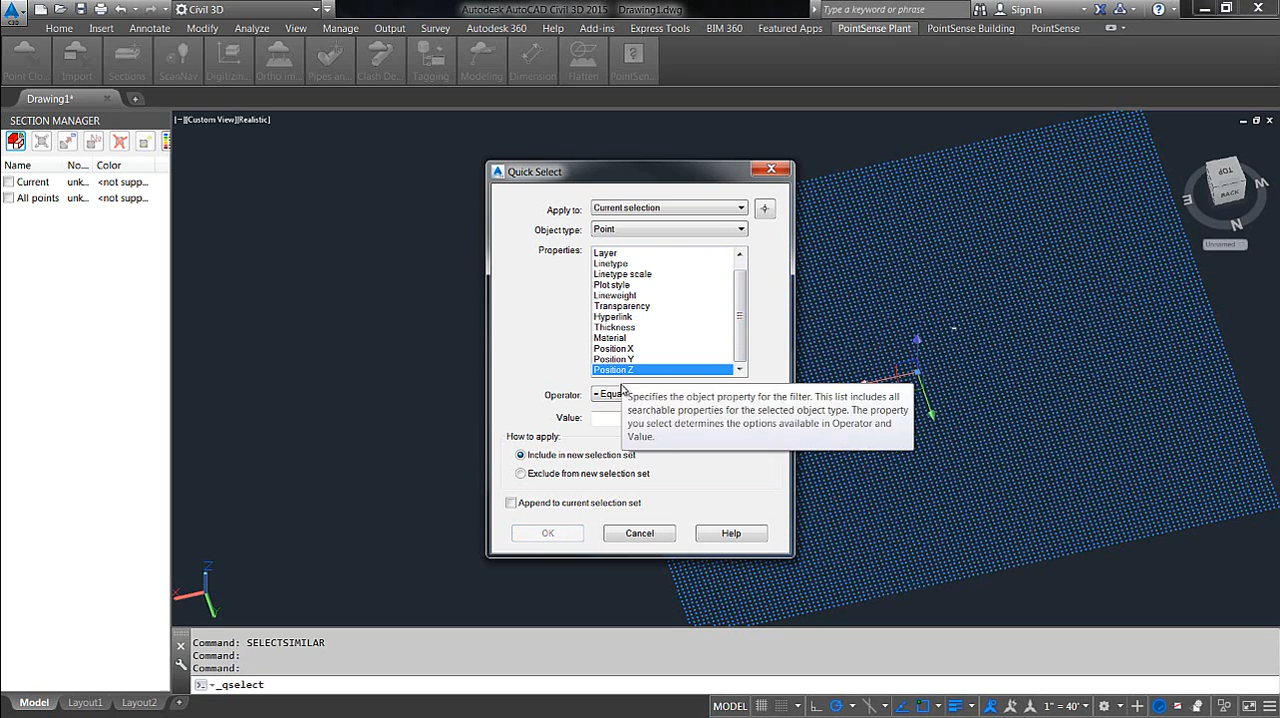 Civil 3D
Autodesk AutoCAD Civil 3D 2015 Drawing1.dwg
Type a keyword or phrase
Sign In
Home Insert Annotate Modify Analyze View Manage Output Survey Autodesk 360 Help Add-ins Express Tools BIM 360 Featured Apps PointSense Plant PointSense Building PointSense
Point Clo... Import Sections ScanNav Digitizin... Ortho im... Pipes an... Clash De... Tagging Modeling Dimension Flatten PointSen...
Drawing1*
SECTION MANAGER
[−][Custom View][Realistic]
Name No... Color
Current unk... <not supp...
All points unk... <not supp...
Quick Select
Apply to: Current selection
Object type: Point
Properties:
Layer
Linetype
Linetype scale
Plot style
Lineweight
Transparency
Hyperlink
Thickness
Material
Position X
Position Y
Position Z
Operator: = Equa
Value:
Specifies the object property for the filter. This list includes all
searchable properties for the selected object type. The property
you select determines the options available in Operator and
Value.
How to apply:
Include in new selection set
Exclude from new selection set
Append to current selection set
OK Cancel Help
TOP
BACK
E
W
N
Unnamed
Z
X
Y
Command: SELECTSIMILAR
Command:
Command:
_qselect
Model Layout1 Layout2
MODEL
1" = 40'